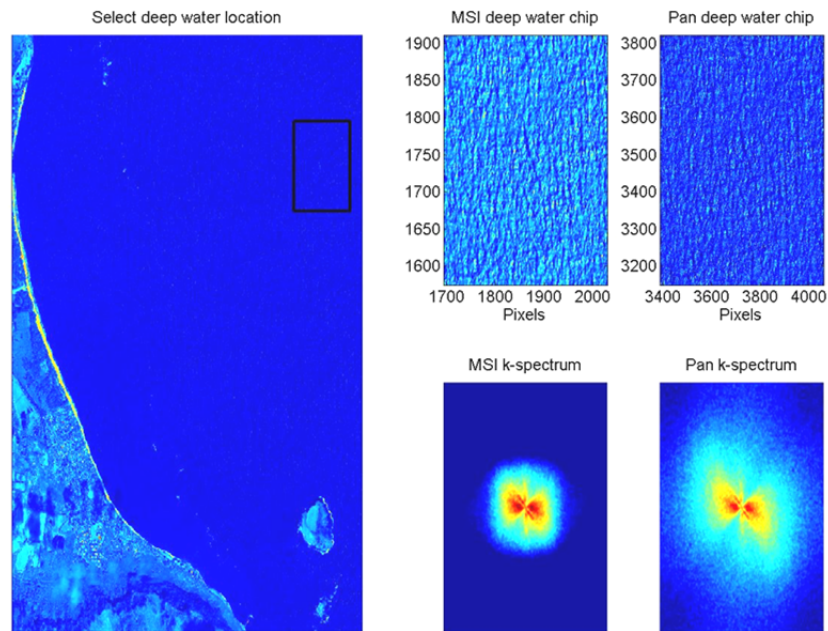 Select deep water location
MSI deep water chip
Pan deep water chip
1900
1850
1800
1750
1700
1650
1600
1700 1800 1900 2000
Pixels
3800
3700
3600
3500
3400
3300
3200
3400 3600 3800 4000
Pixels
MSI k-spectrum
Pan k-spectrum